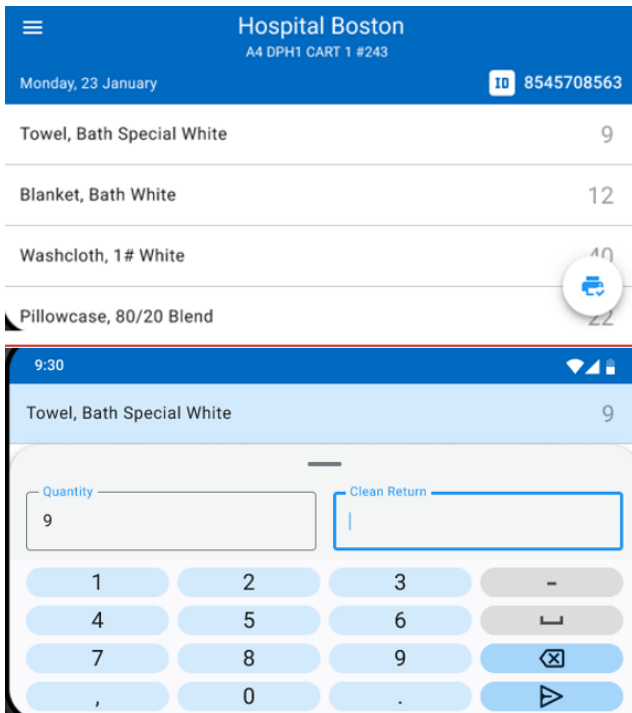 Hospital Boston
A4 DPH1 CART 1 #243
Monday, 23 January
ID 8545708563
Towel, Bath Special White 9
Blanket, Bath White 12
Washcloth, 1# White 40
Pillowcase, 80/20 Blend 22
9:30
Towel, Bath Special White 9
Quantity Clean Return
9
1 2 3 -
4 5 6
7 8 9
, 0 .